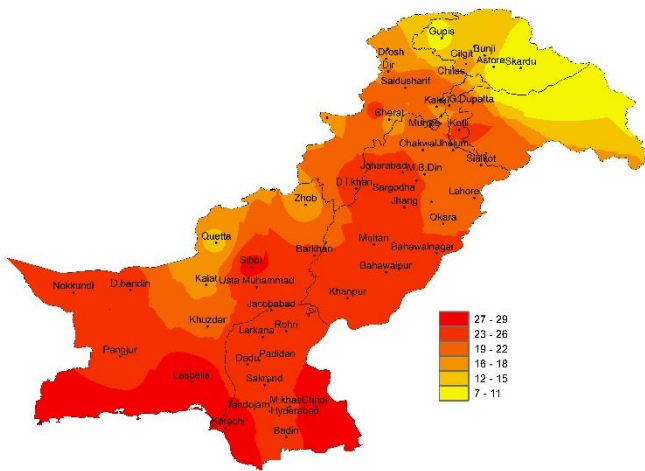 Gupis
Drosh
Bunji
Gilgit
Dir
Astore
Skardu
Chilas
Saidusharif
Kakul
G.Dupatta
Cherat
Murree
Kotli
Chakwal
Jhelum
Sialkot
Joharabad
M.B.Din
D.I.khan
Sargodha
Lahore
Zhob
Jhang
Okara
Quetta
Multan
Barkhan
Bahawalnagar
Sibbi
Bahawalpur
Nokkundi
D.bandin
Kalat
Usta Muhammad
Khanpur
Jacobabad
Khuzdar
Rohri
Larkana
Pangjur
Padidan
Dadu
Lasbella
Sakrand
Tandojam
M.khas
Chhor
Hyderabad
Karachi
Badin
27 - 29
23 - 26
19 - 22
16 - 18
12 - 15
7 - 11